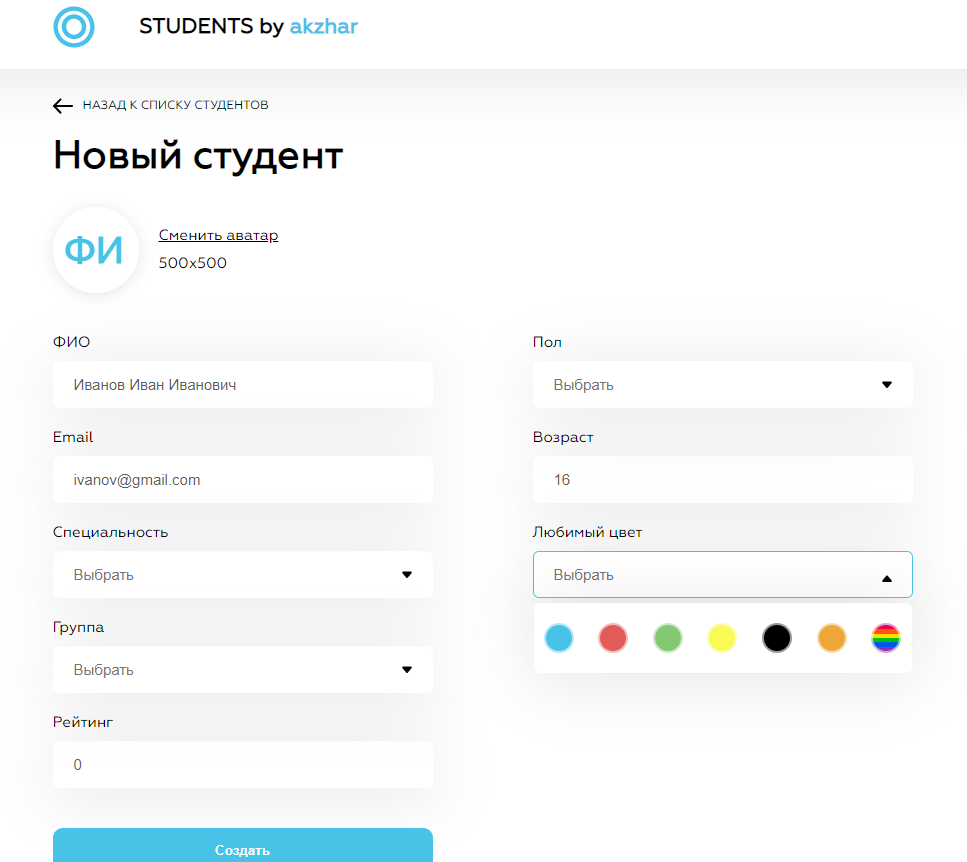 STUDENTS by akzhar
НАЗАД К СПИСКУ СТУДЕНТОВ
Новый студент
ФИ
Сменить аватар
500x500
ФИО
Иванов Иван Иванович
Email
ivanov@gmail.com
Специальность
Выбрать
Группа
Выбрать
Рейтинг
0
Создать
Пол
Выбрать
Возраст
16
Любимый цвет
Выбрать